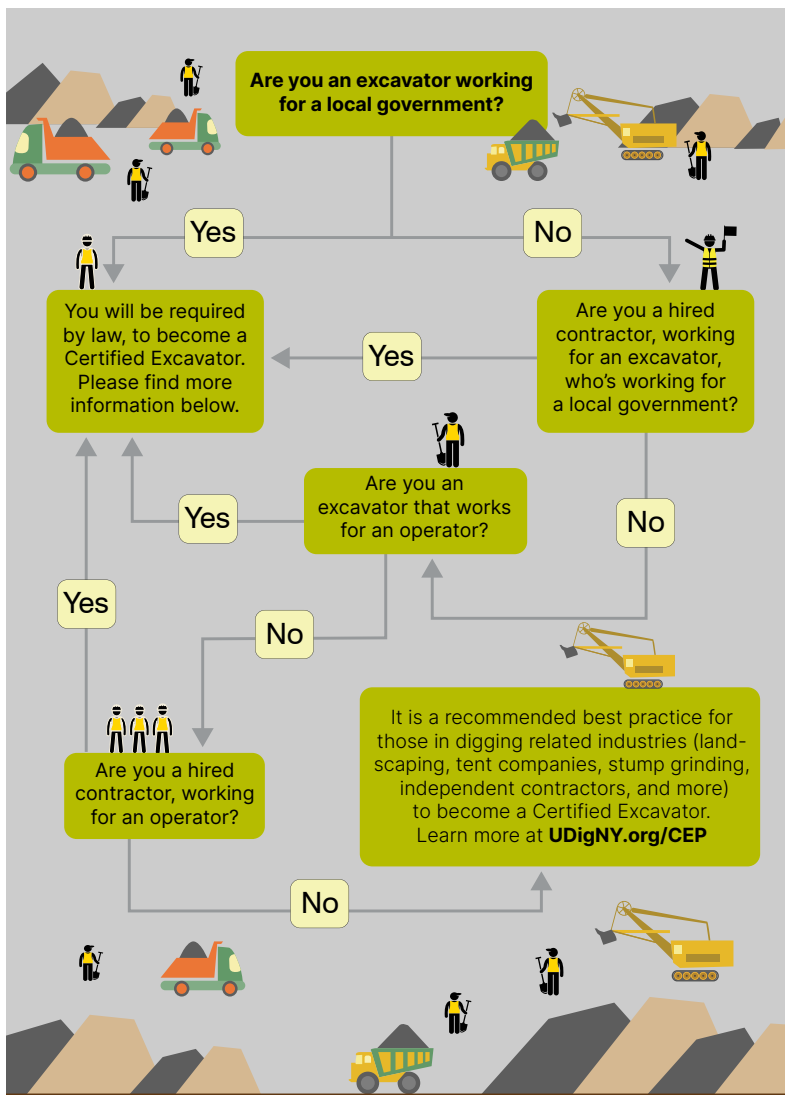 Are you an excavator working
for a local government?
Yes
No
You will be required
by law, to become a
Certified Excavator.
Please find more
information below.
Yes
Are you a hired
contractor, working
for an excavator,
who's working for
a local government?
Are you an
excavator that works
for an operator?
Yes
No
Yes
No
Are you a hired
contractor, working
for an operator?
It is a recommended best practice for
those in digging related industries (land-
scaping, tent companies, stump grinding,
independent contractors, and more)
to become a Certified Excavator.
Learn more at UDigNY.org/CEP
No